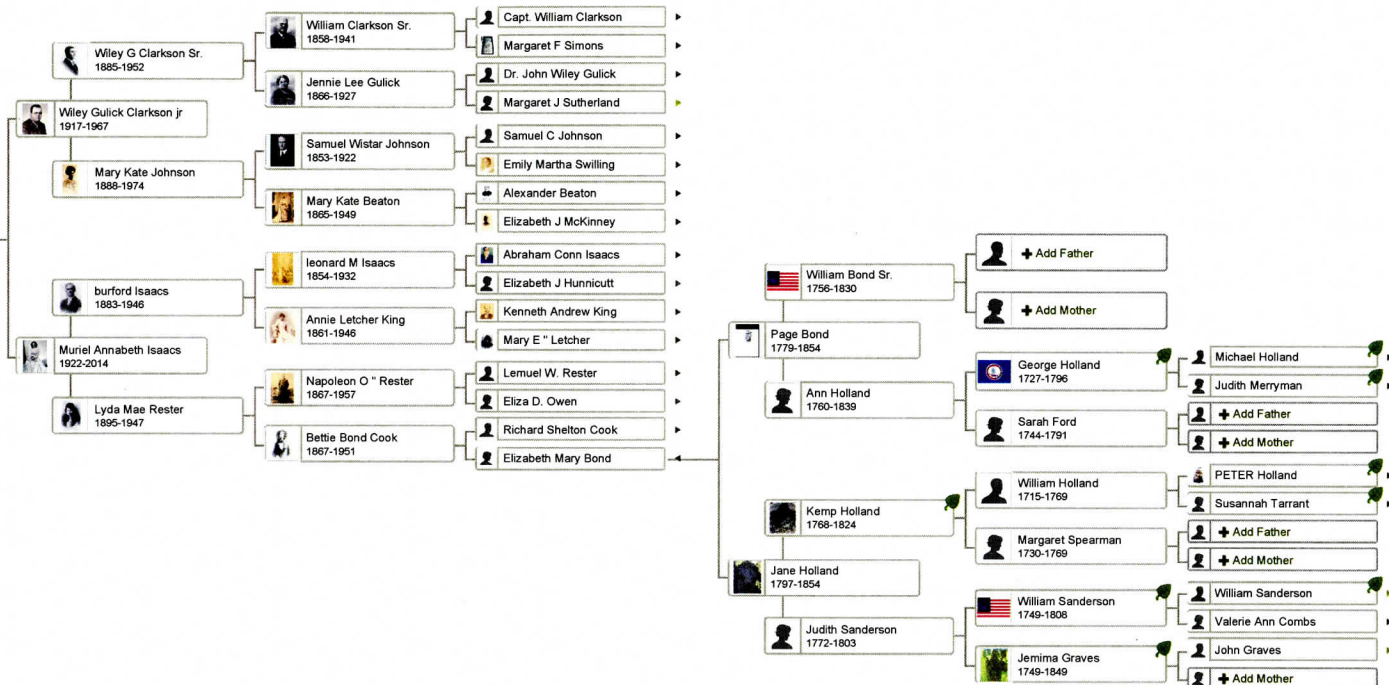 Wiley G Clarkson Sr.
1885-1952
Wiley Gulick Clarkson jr
1917-1967
Mary Kate Johnson
1888-1974
William Clarkson Sr.
1858-1941
Jennie Lee Gulick
1866-1927
Samuel Wistar Johnson
1853-1922
Mary Kate Beaton
1865-1949
Capt. William Clarkson
Margaret F Simons
Dr. John Wiley Gulick
Margaret J Sutherland
Samuel C Johnson
Emily Martha Swilling
Alexander Beaton
Elizabeth J McKinney
burford Isaacs
1883-1946
Muriel Annabeth Isaacs
1922-2014
Lyda Mae Rester
1895-1947
leonard M Isaacs
1854-1932
Annie Letcher King
1861-1946
Napoleon O " Rester
1867-1957
Bettie Bond Cook
1867-1951
Abraham Conn Isaacs
Elizabeth J Hunnicutt
Kenneth Andrew King
Mary E " Letcher
Lemuel W. Rester
Eliza D. Owen
Richard Shelton Cook
Elizabeth Mary Bond
William Bond Sr.
1756-1830
Page Bond
1779-1854
Ann Holland
1760-1839
+ Add Father
+ Add Mother
George Holland
1727-1796
Sarah Ford
1744-1791
Michael Holland
Judith Merryman
+ Add Father
+ Add Mother
Kemp Holland
1768-1824
Jane Holland
1797-1854
Judith Sanderson
1772-1803
William Holland
1715-1769
Margaret Spearman
1730-1769
William Sanderson
1749-1808
Jemima Graves
1749-1849
PETER Holland
Susannah Tarrant
+ Add Father
+ Add Mother
William Sanderson
Valerie Ann Combs
John Graves
+ Add Mother